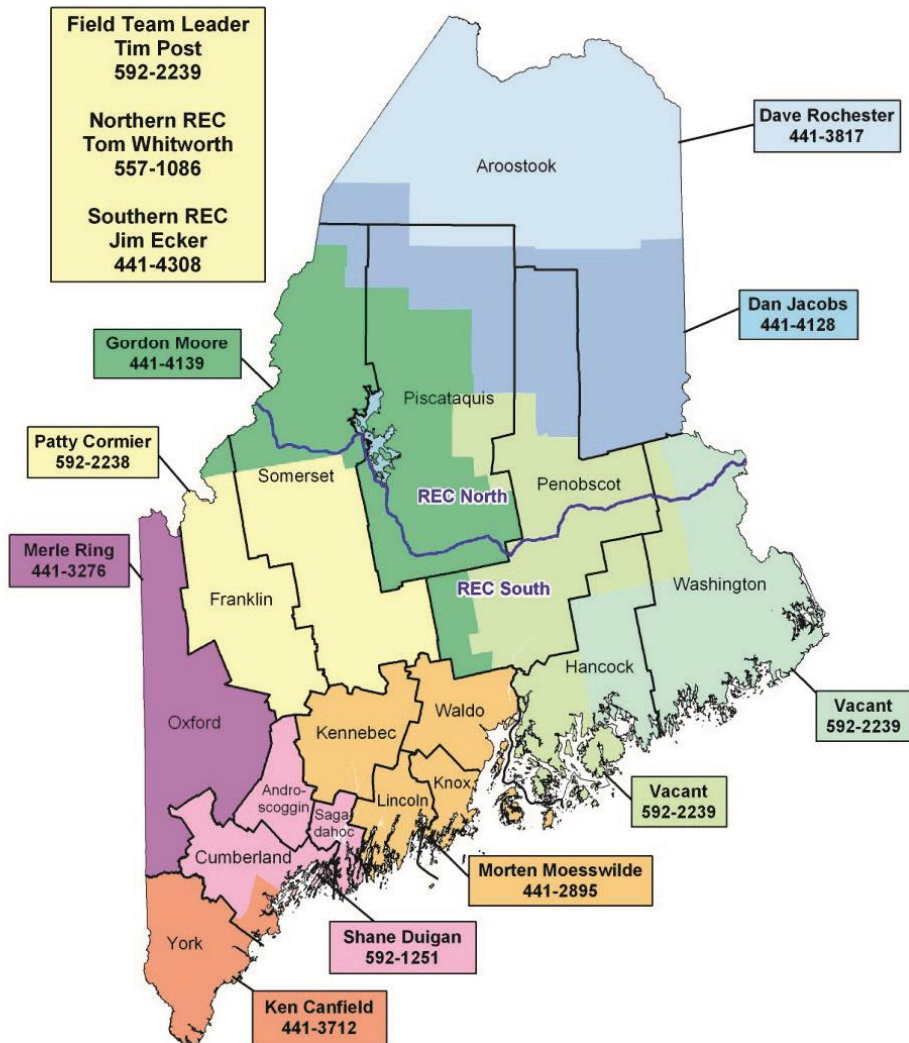 Field Team Leader
Tim Post
592-2239
Northern REC
Tom Whitworth
557-1086
Southern REC
Jim Ecker
441-4308
Dave Rochester
441-3817
Aroostook
Dan Jacobs
441-4128
Gordon Moore
441-4139
Piscataquis
Patty Cormier
592-2238
Somerset
Penobscot
REC North
Merle Ring
441-3276
REC South
Washington
Franklin
Hancock
Oxford
Kennebec
Waldo
Vacant
592-2239
Andro-
scoggin
Saga
dahoc
Lincoln
Knox
Vacant
592-2239
Cumberland
Morten Moesswilde
441-2895
York
Shane Duigan
592-1251
Ken Canfield
441-3712